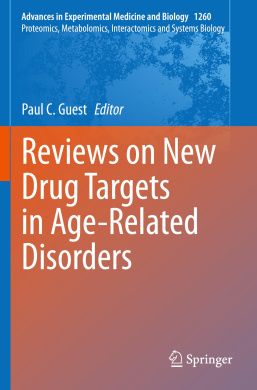 Advances in Experimental Medicine and Biology 1260
Proteomics, Metabolomics, Interactomics and Systems Biology
Paul C. Guest Editor
Reviews on New
Drug Targets
in Age-Related
Disorders
Springer